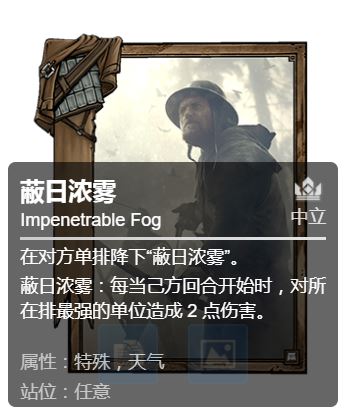 蔽日浓雾
Impenetrable Fog
中立
在对方单排降下“蔽日浓雾”。
蔽日浓雾：每当己方回合开始时，对所
在排最强的单位造成 2 点伤害。
属性：特殊，天气
站位：任意